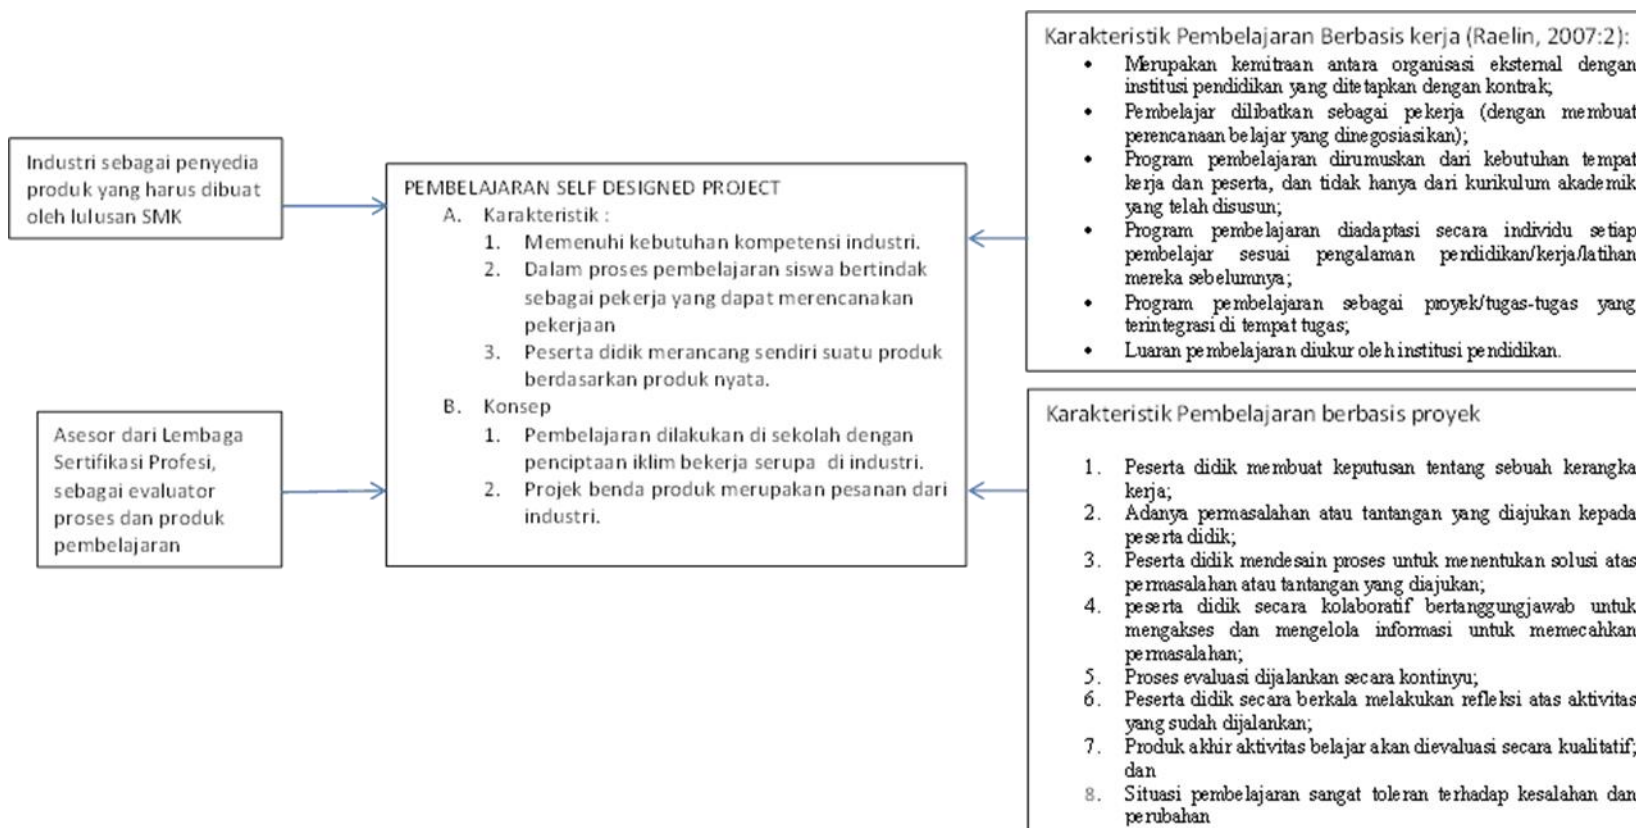 Industri sebagai penyedia
produk yang harus dibuat
oleh lulusan SMK
Asesor dari Lembaga
Sertifikasi Profesi,
sebagai evaluator
proses dan produk
pembelajaran
PEMBELAJARAN SELF DESIGNED PROJECT
A. Karakteristik :
1. Memenuhi kebutuhan kompetensi industri.
2. Dalam proses pembelajaran siswa bertindak
sebagai pekerja yang dapat merencanakan
pekerjaan
3. Peserta didik merancang sendiri suatu produk
berdasarkan produk nyata.
B. Konsep
1. Pembelajaran dilakukan di sekolah dengan
penciptaan iklim bekerja serupa di industri.
2. Projek benda produk merupakan pesanan dari
industri.
Karakteristik Pembelajaran Berbasis kerja (Raelin, 2007:2):
• Merupakan kemitraan antara organisasi eksternal dengan
institusi pendidikan yang ditetapkan dengan kontrak;
• Pembelajar dilibatkan sebagai pekerja (dengan membuat
perencanaan belajar yang dinegosiasikan);
• Program pembelajaran dirumuskan dari kebutuhan tempat
kerja dan peserta, dan tidak hanya dari kurikulum akademik
yang telah disusun;
• Program pembelajaran diadaptasi secara individu setiap
pembelajar sesuai pengalaman pendidikan/kerja/latihan
mereka sebelumnya;
• Program pembelajaran sebagai proyek/tugas-tugas yang
terintegrasi di tempat tugas;
• Luaran pembelajaran diukur oleh institusi pendidikan.
Karakteristik Pembelajaran berbasis proyek
1. Peserta didik membuat keputusan tentang sebuah kerangka
kerja;
2. Adanya permasalahan atau tantangan yang diajukan kepada
peserta didik;
3. Peserta didik mendesain proses untuk menentukan solusi atas
permasalahan atau tantangan yang diajukan;
4. peserta didik secara kolaboratif bertanggungjawab untuk
mengakses dan mengelola informasi untuk memecahkan
permasalahan;
5. Proses evaluasi dijalankan secara kontinyu;
6. Peserta didik secara berkala melakukan refleksi atas aktivitas
yang sudah dijalankan;
7. Produk akhir aktivitas belajar akan dievaluasi secara kualitatif;
dan
8. Situasi pembelajaran sangat toleran terhadap kesalahan dan
perubahan